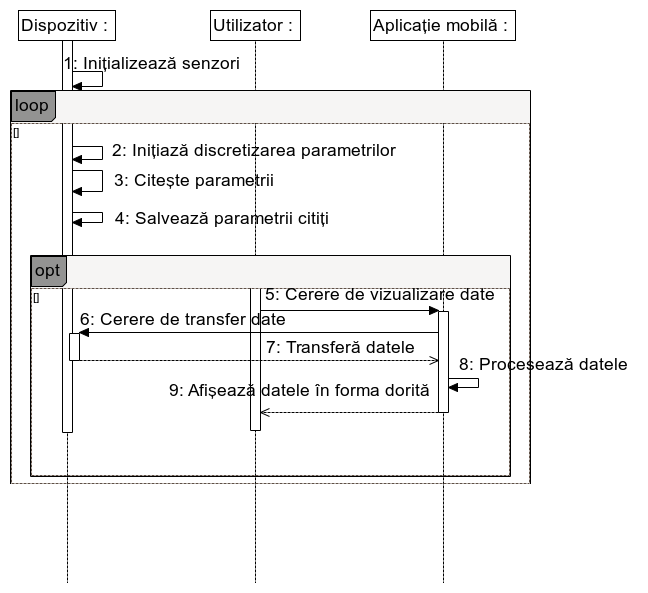 Dispozitiv :
Utilizator :
Aplicație mobilă :
1: Inițializează senzori
loop
[]
2: Inițiază discretizarea parametrilor
3: Citește parametrii
4: Salvează parametrii citiți
opt
[]
5: Cerere de vizualizare date
6: Cerere de transfer date
7: Transferă datele
8: Procesează datele
9: Afișează datele în forma dorită